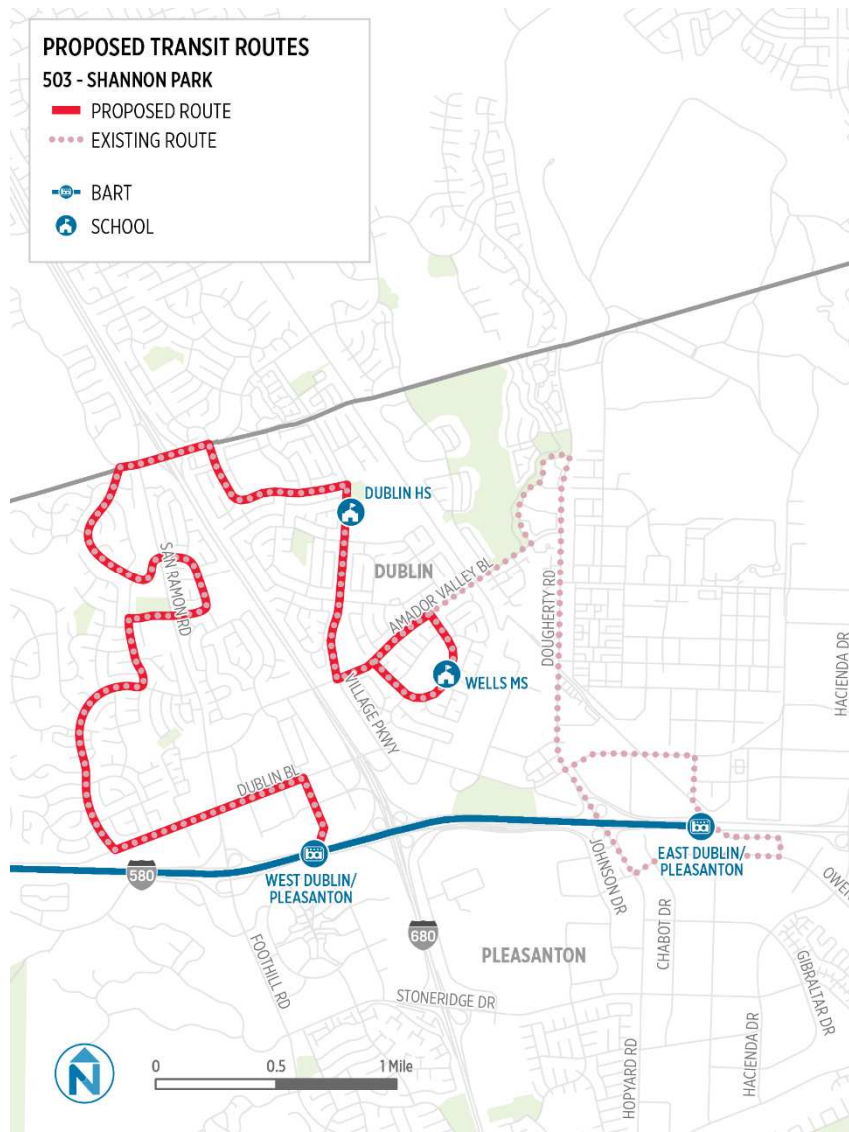 PROPOSED TRANSIT ROUTES
503 - SHANNON PARK
PROPOSED ROUTE
EXISTING ROUTE
BART
SCHOOL
DUBLIN HS
SAN RAMON RD
DUBLIN
AMADOR VALLEY BL
DOUGHERTY RD
HACIENDA DR
WELLS MS
VILLAGE PKWY
DUBLIN BL
580
WEST DUBLIN/
PLEASANTON
EAST DUBLIN/
PLEASANTON
JOHNSON DR
CHABOT DR
OWEN
FOOTHILL RD
680
PLEASANTON
STONERIDGE DR
GIBRALTAR DR
HOPYARD RD
HACIENDA DR
N
0 0.5 1 Mile